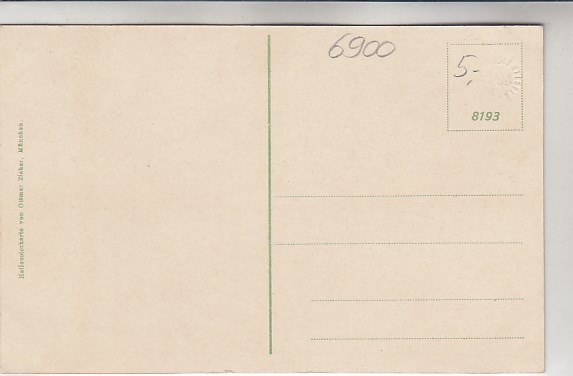 6900
5,-
8193
Heliocolorkarte von Ottmar Zieher, München.